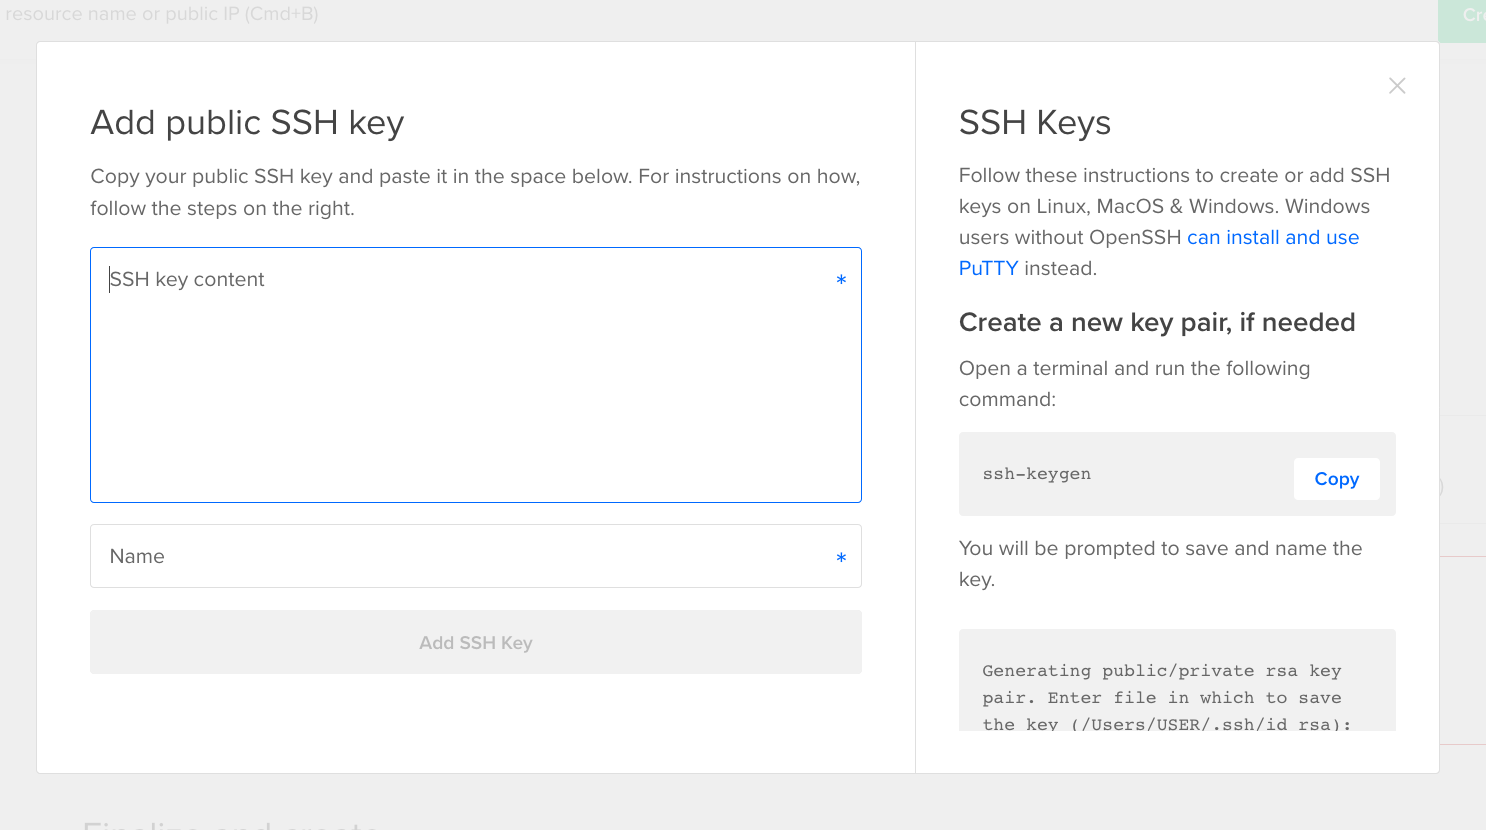 resource name or public IP (Cmd+B)
Add public SSH key
Copy your public SSH key and paste it in the space below. For instructions on how,
follow the steps on the right.
SSH key content *
Name *
Add SSH Key
SSH Keys
Follow these instructions to create or add SSH
keys on Linux, MacOS & Windows. Windows
users without OpenSSH can install and use
PuTTY instead.
Create a new key pair, if needed
Open a terminal and run the following
command:
ssh-keygen
Copy
You will be prompted to save and name the
key.
Generating public/private rsa key
pair. Enter file in which to save
the key (/Users/USER/.ssh/id_rsa):
Finalize and create